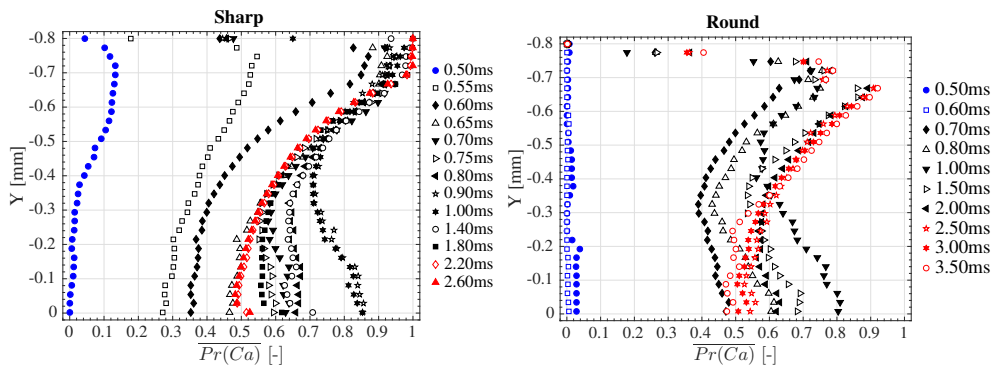 Sharp
-0.8
-0.7
-0.6
-0.5
-0.4
-0.3
-0.2
-0.1
0
Y [mm]
0 0.1 0.2 0.3 0.4 0.5 0.6 0.7 0.8 0.9 1
Pr(Ca) [-]
0.50ms
0.55ms
0.60ms
0.65ms
0.70ms
0.75ms
0.80ms
0.90ms
1.00ms
1.40ms
1.80ms
2.20ms
2.60ms
Round
-0.8
-0.7
-0.6
-0.5
-0.4
-0.3
-0.2
-0.1
0
Y [mm]
0 0.1 0.2 0.3 0.4 0.5 0.6 0.7 0.8 0.9 1
Pr(Ca) [-]
0.50ms
0.60ms
0.70ms
0.80ms
1.00ms
1.50ms
2.00ms
2.50ms
3.00ms
3.50ms